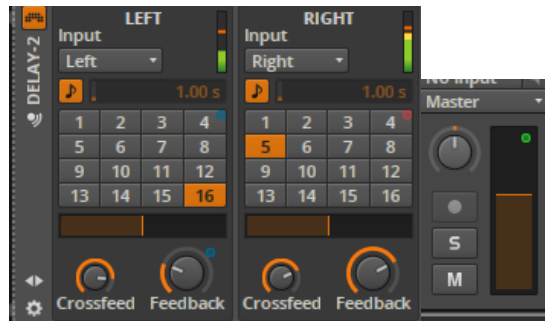 DELAY-2
LEFT
Input
Left
1.00 s
1 2 3 4
5 6 7 8
9 10 11 12
13 14 15 16
Crossfeed Feedback
RIGHT
Input
Right
1.00 s
1 2 3 4
5 6 7 8
9 10 11 12
13 14 15 16
Crossfeed Feedback
No input
Master
S
M